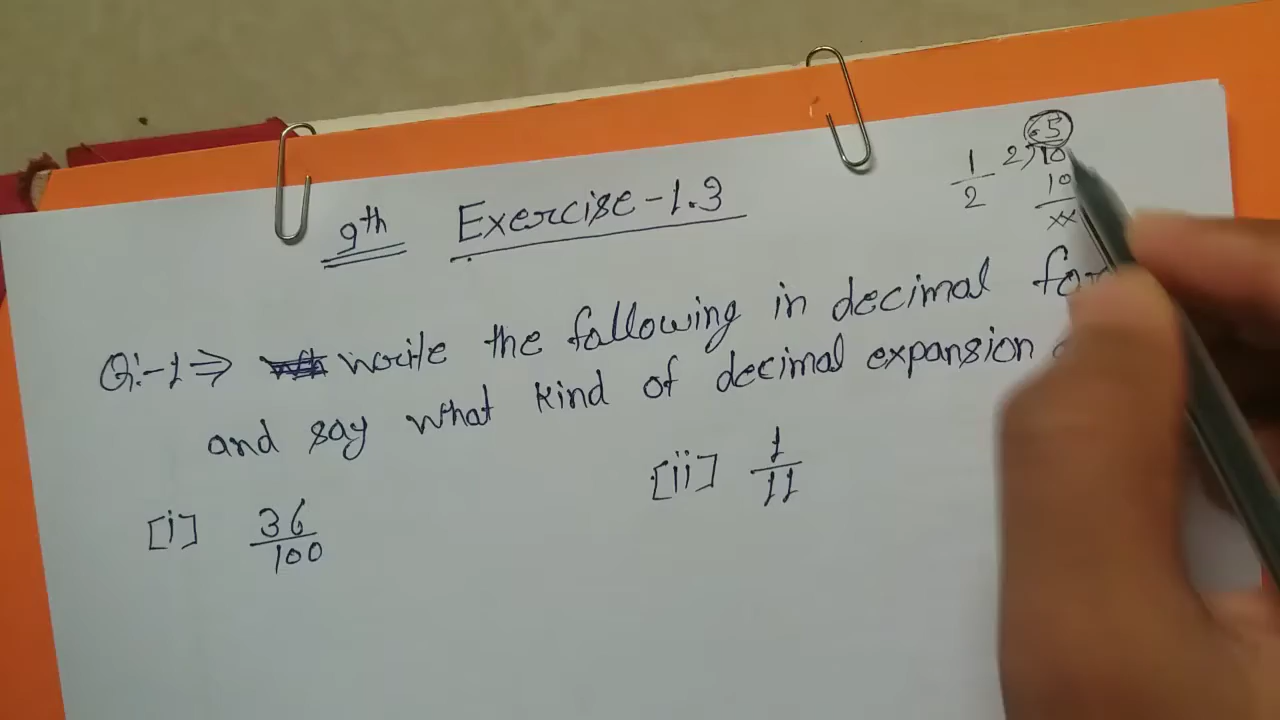 9th Exercise-1.3
1/2 2)10 .5
10
xx
Q:-1⇒ write the following in decimal
and say what kind of decimal expansion
[i] 36/100 [ii] 1/11